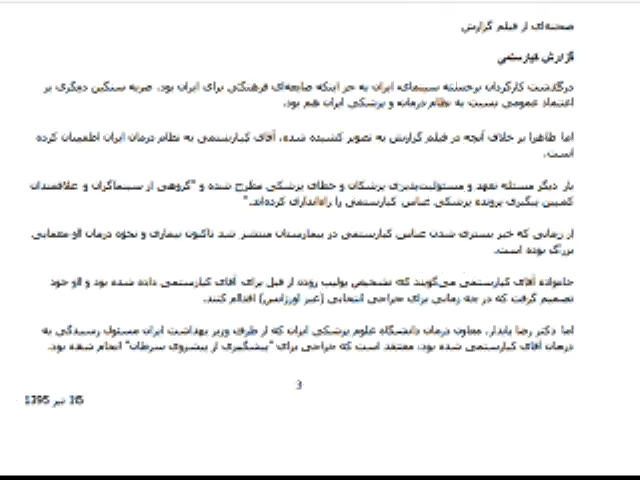 صحنه‌ای از فیلم گزارش
گزارش کیارستمی
درگذشت کارگردان برجسته سینمای ایران به جز اینکه ضایعه‌ای فرهنگی برای ایران بود، ضربه سنگین دیگری بر
اعتماد عمومی نسبت به نظام درمانه و پزشکی ایران هم بود.
اما ظاهرا بر خلاف آنچه در فیلم گزارش به تصویر کشیده شده، آقای کیارستمی به نظام درمان ایران اطمینان کرده
است.
بار دیگر مسئله تعهد و مسئولیت‌پذیری پزشکان و خطای پزشکی مطرح شده و "گروهی از سینماگران و علاقمندان
کمپین پیگیری پرونده پزشکی عباس کیارستمی را راه‌اندازی کرده‌اند."
از زمانی که خبر بستری شدن عباس کیارستمی در بیمارستان منتشر شد تاکنون بیماری و نحوه درمان او معمایی
بزرگ بوده است.
خانواده آقای کیارستمی می‌گویند که تشخیص پولیپ روده از قبل برای آقای کیارستمی داده شده بود و او خود
تصمیم گرفت که در چه زمانی برای جراحی انتخابی (غیر اورژانس) اقدام کنند.
اما دکتر رضا پایدار، معاون درمان دانشگاه علوم پزشکی ایران که از طرف وزیر بهداشت ایران مسئول رسیدگی به
درمان آقای کیارستمی شده بود، معتقد است که جراحی برای "پیشگیری از پیشروی سرطان" انجام شده بود.
3
16 تیر 1395